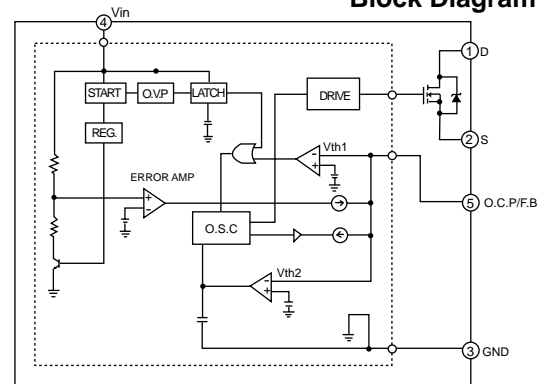 Block Diagram
4 Vin
1 D
START O.V.P LATCH DRIVE
REG.
2 S
Vth1 -
+
ERROR AMP
+
-
5 O.C.P/F.B
O.S.C
Vth2 -
+
3 GND